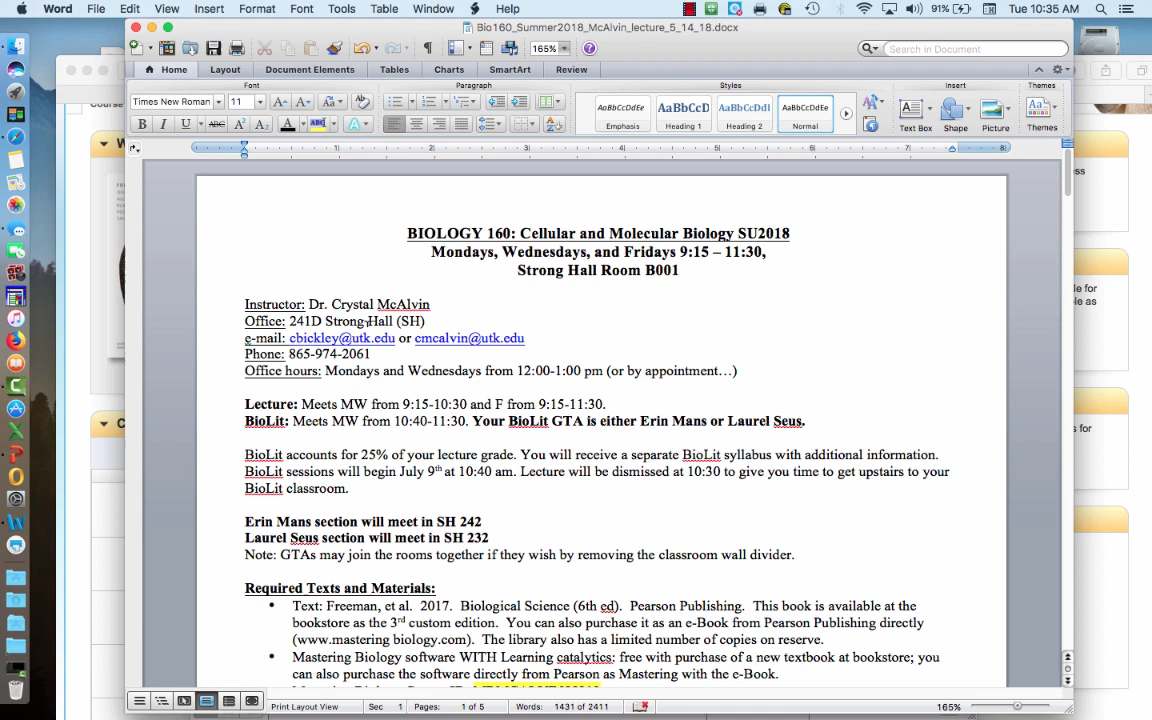 Word File Edit View Insert Format Font Tools Table Window Help 91% Tue 10:35 AM
Bio160_Summer2018_McAlvin_lecture_5_14_18.docx
165% Search in Document
Home Layout Document Elements Tables Charts SmartArt Review
Font Paragraph Styles Insert Themes
Times New Roman 11
AaBbCcDdEe AaBbCcD AaBbCcDdI AaBbCcDdEe
Emphasis Heading 1 Heading 2 Normal Text Box Shape Picture Themes
BIOLOGY 160: Cellular and Molecular Biology SU2018
Mondays, Wednesdays, and Fridays 9:15 – 11:30,
Strong Hall Room B001
Instructor: Dr. Crystal McAlvin
Office: 241D Strong Hall (SH)
e-mail: cbickley@utk.edu or cmcalvin@utk.edu
Phone: 865-974-2061
Office hours: Mondays and Wednesdays from 12:00-1:00 pm (or by appointment…)
Lecture: Meets MW from 9:15-10:30 and F from 9:15-11:30.
BioLit: Meets MW from 10:40-11:30. Your BioLit GTA is either Erin Mans or Laurel Seus.
BioLit accounts for 25% of your lecture grade. You will receive a separate BioLit syllabus with additional information.
BioLit sessions will begin July 9th at 10:40 am. Lecture will be dismissed at 10:30 to give you time to get upstairs to your
BioLit classroom.
Erin Mans section will meet in SH 242
Laurel Seus section will meet in SH 232
Note: GTAs may join the rooms together if they wish by removing the classroom wall divider.
Required Texts and Materials:
• Text: Freeman, et al. 2017. Biological Science (6th ed). Pearson Publishing. This book is available at the
bookstore as the 3rd custom edition. You can also purchase it as an e-Book from Pearson Publishing directly
(www.mastering biology.com). The library also has a limited number of copies on reserve.
• Mastering Biology software WITH Learning catalytics: free with purchase of a new textbook at bookstore; you
can also purchase the software directly from Pearson as Mastering with the e-Book.
Print Layout View Sec 1 Pages: 1 of 5 Words: 1431 of 2411 165%